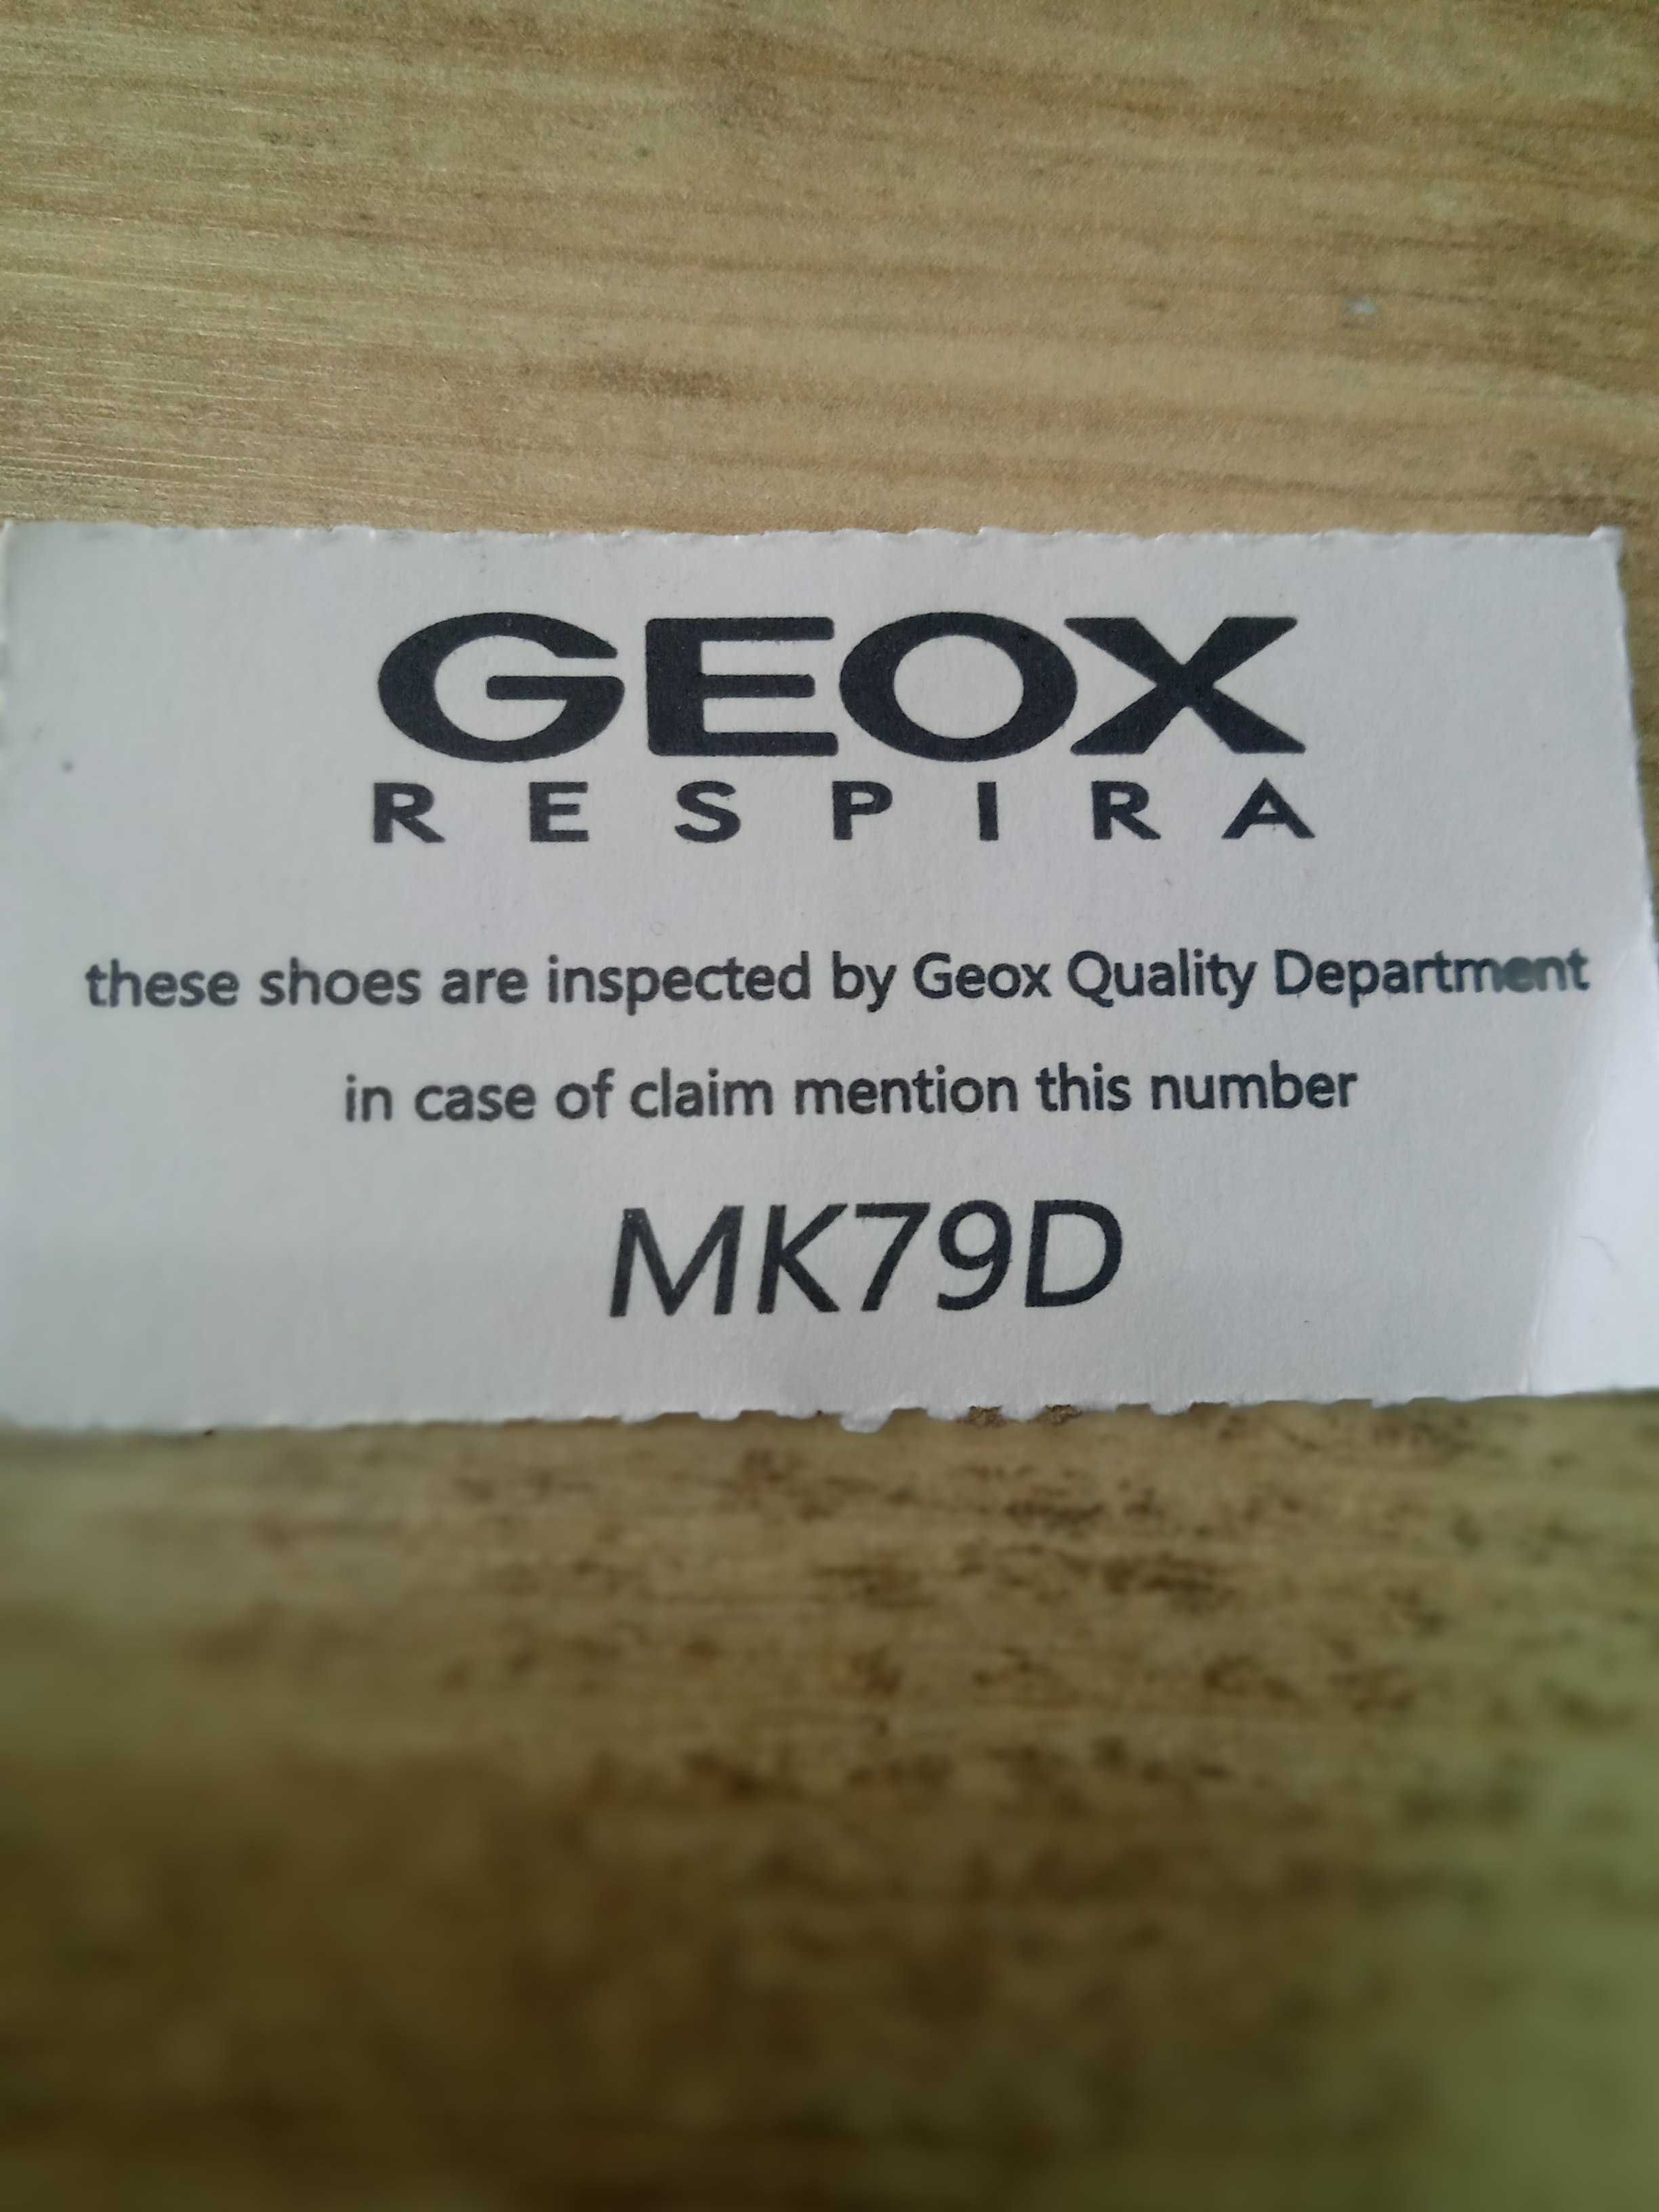 GEOX
RESPIRA
these shoes are inspected by Geox Quality Department
in case of claim mention this number
MK79D